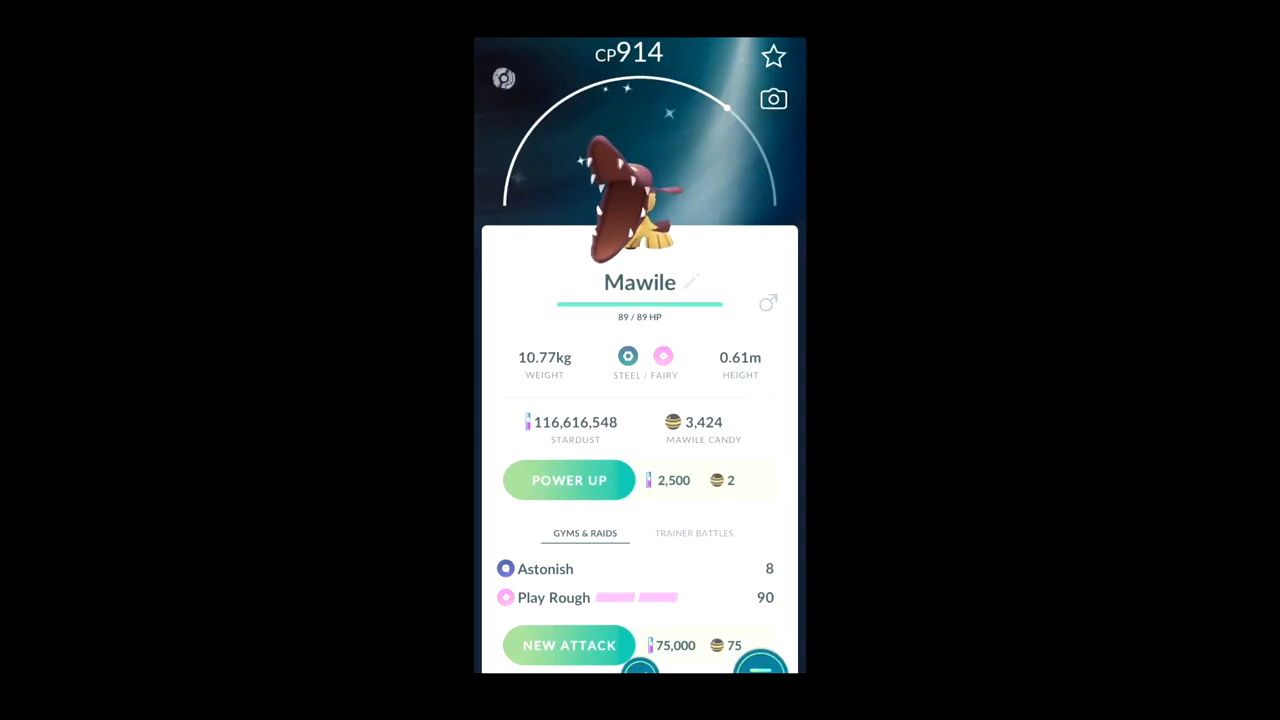 CP914
Mawile
89 / 89 HP
10.77kg 0.61m
WEIGHT STEEL / FAIRY HEIGHT
116,616,548 3,424
STARDUST MAWILE CANDY
POWER UP 2,500 2
GYMS & RAIDS TRAINER BATTLES
Astonish 8
Play Rough 90
NEW ATTACK 75,000 75